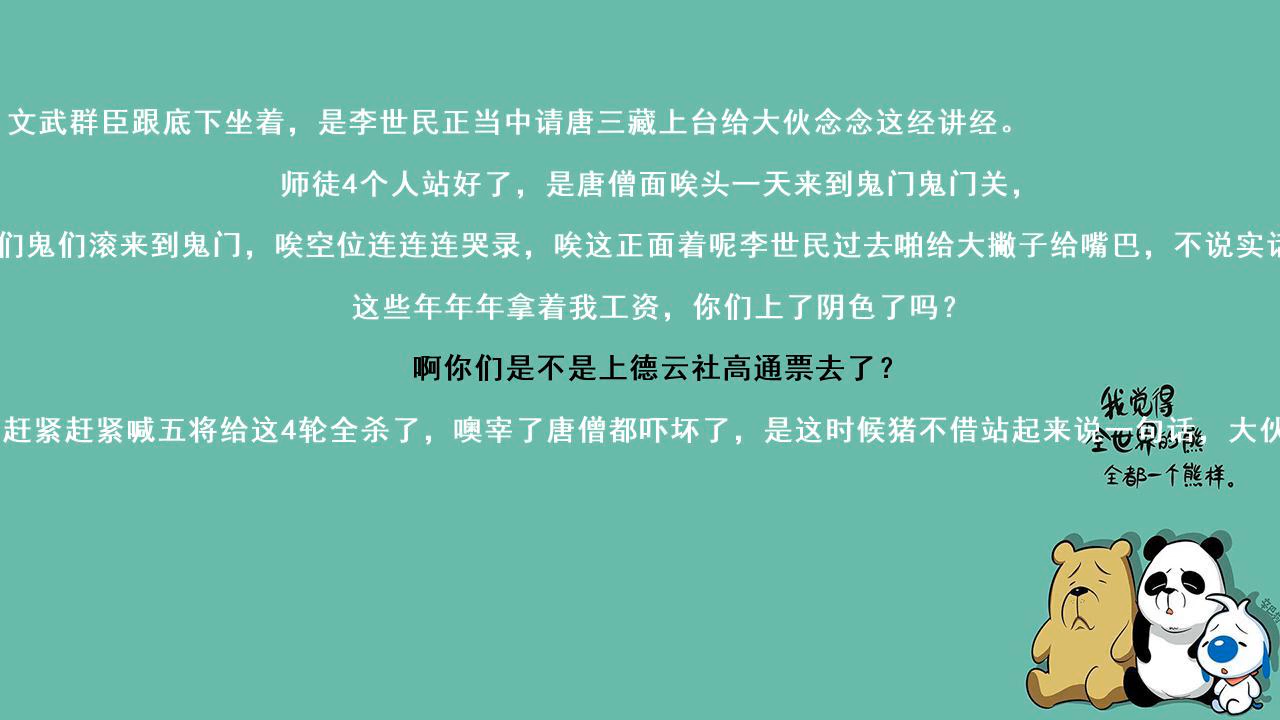 文武群臣跟底下坐着，是李世民正当中请唐三藏上台给大伙念念这经讲经。
师徒4个人站好了，是唐僧面唉头一天来到鬼门鬼门关，
们鬼们滚来到鬼门，唉空位连连连哭录，唉这正面着呢李世民过去啪给大撇子给嘴巴，不说实话
这些年年年拿着我工资，你们上了阴色了吗？
啊你们是不是上德云社高通票去了？
赶紧赶紧喊五将给这4轮全杀了，噢宰了唐僧都吓坏了，是这时候猪不借站起来说一句话，大伙
我觉得
全世界的熊
全都一个熊样。